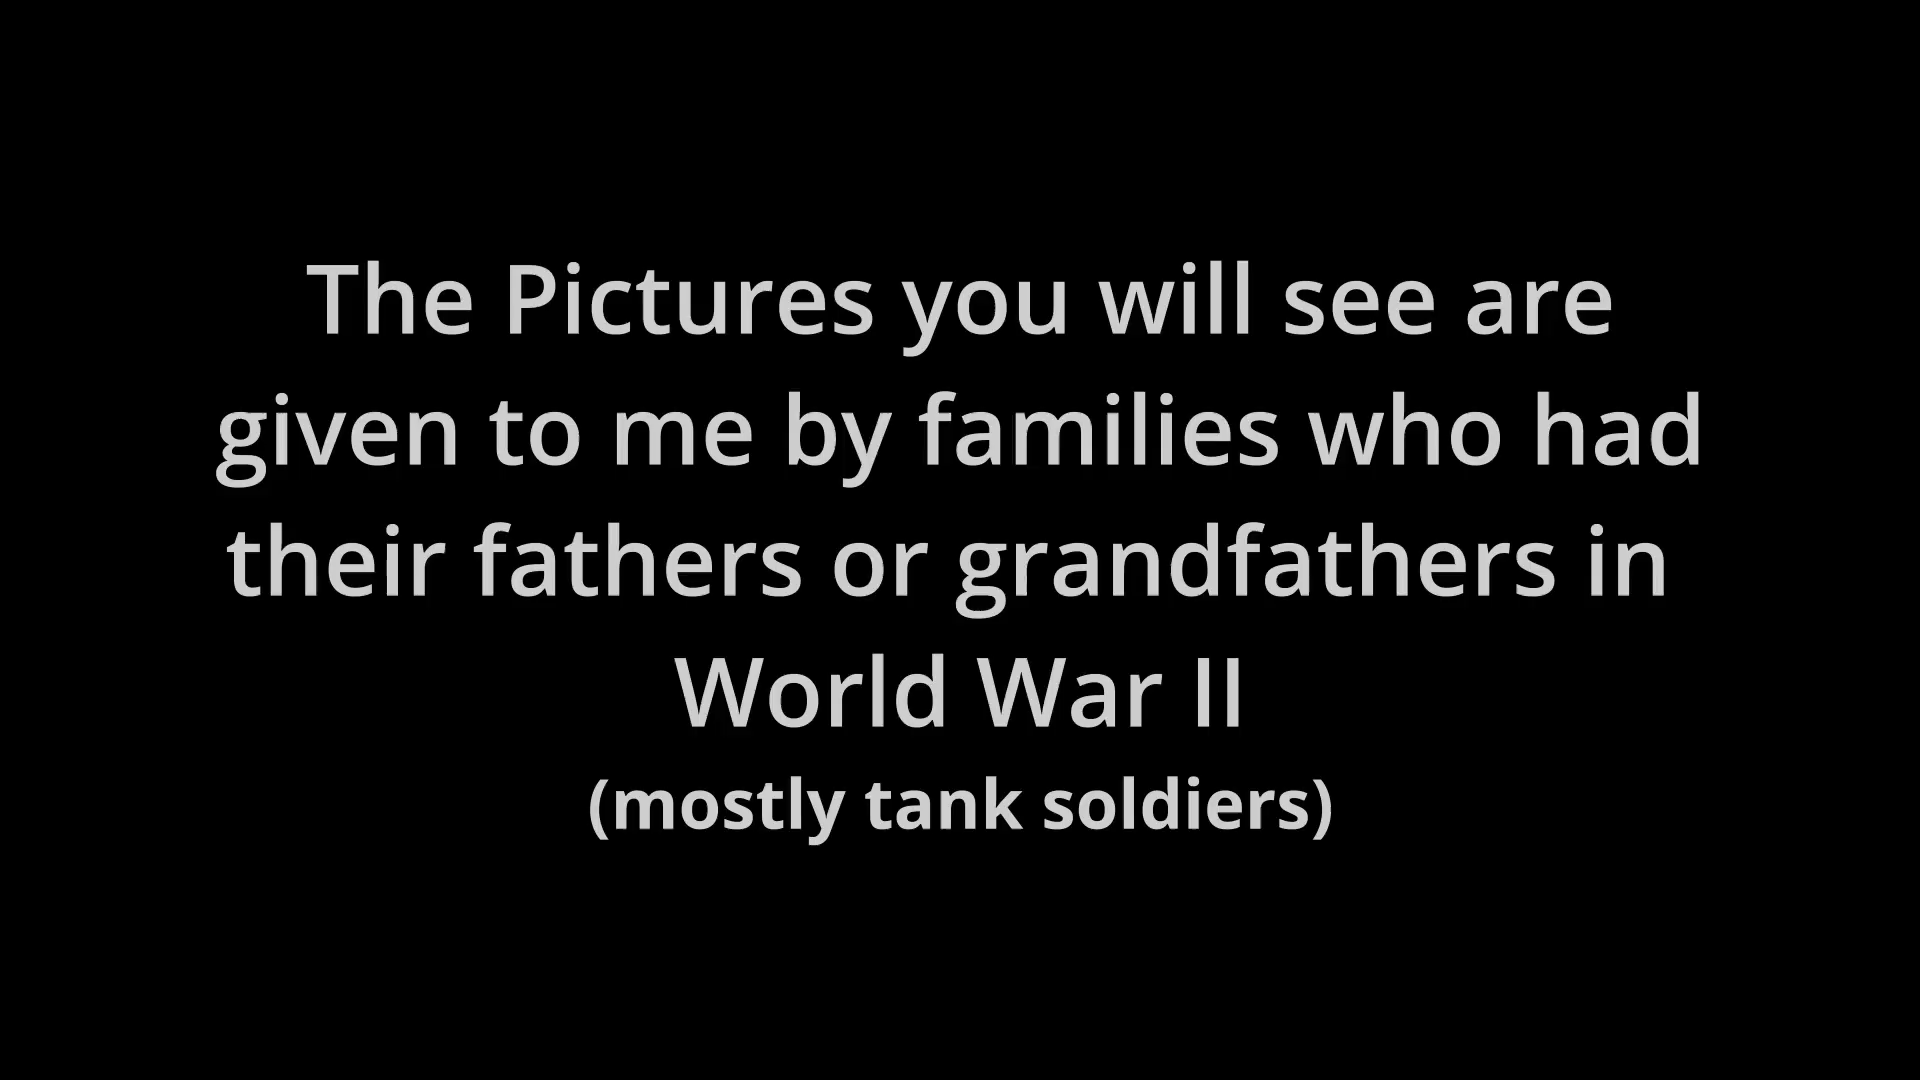 The Pictures you will see are
given to me by families who had
their fathers or grandfathers in
World War II
(mostly tank soldiers)